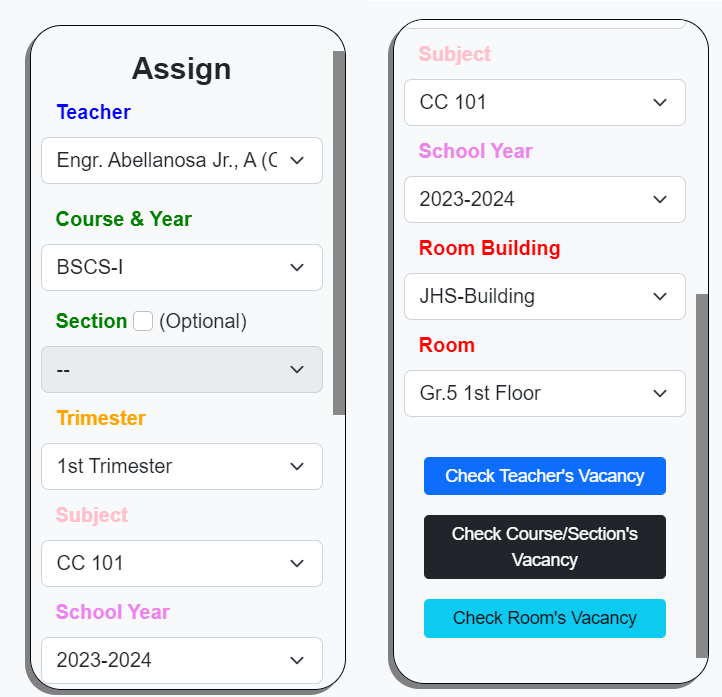 Assign
Teacher
Engr. Abellanosa Jr., A (C
Course & Year
BSCS-I
Section (Optional)
--
Trimester
1st Trimester
Subject
CC 101
School Year
2023-2024
Subject
CC 101
School Year
2023-2024
Room Building
JHS-Building
Room
Gr.5 1st Floor
Check Teacher's Vacancy
Check Course/Section's
Vacancy
Check Room's Vacancy